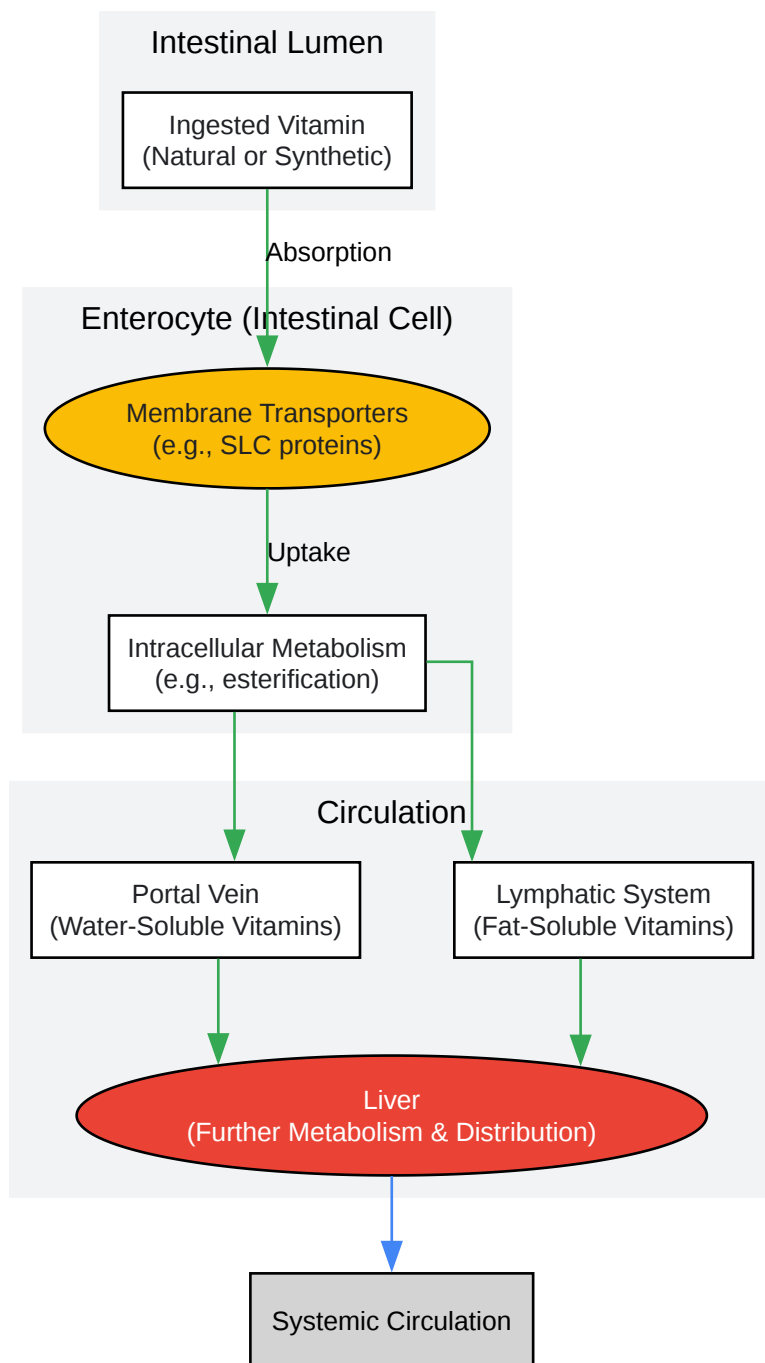 Intestinal Lumen
Ingested Vitamin
(Natural or Synthetic)
Absorption
Enterocyte (Intestinal Cell)
Membrane Transporters
(e.g., SLC proteins)
Uptake
Intracellular Metabolism
(e.g., esterification)
Circulation
Portal Vein
(Water-Soluble Vitamins)
Lymphatic System
(Fat-Soluble Vitamins)
Liver
(Further Metabolism & Distribution)
Systemic Circulation